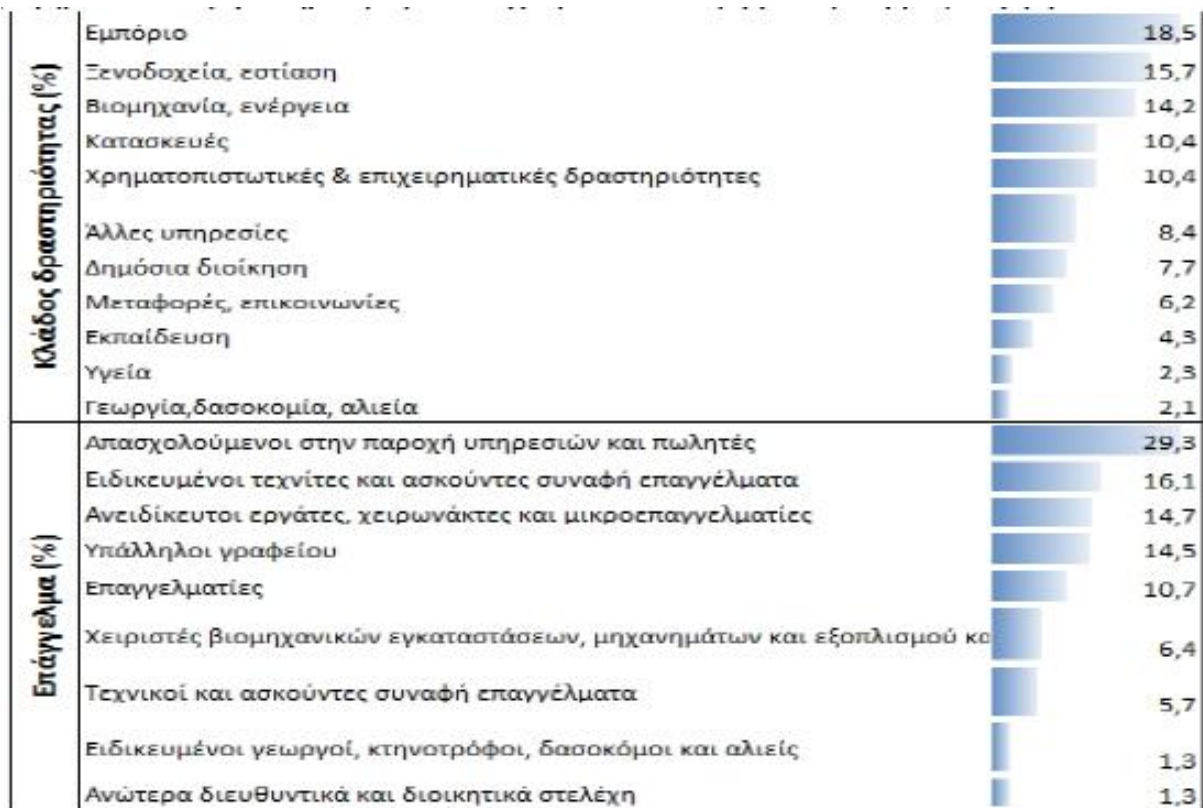 Κλάδος δραστηριότητας (%)
Εμπόριο 18,5
Ξενοδοχεία, εστίαση 15,7
Βιομηχανία, ενέργεια 14,2
Κατασκευές 10,4
Χρηματοπιστωτικές & επιχειρηματικές δραστηριότητες 10,4
Άλλες υπηρεσίες 8,4
Δημόσια διοίκηση 7,7
Μεταφορές, επικοινωνίες 6,2
Εκπαίδευση 4,3
Υγεία 2,3
Γεωργία,δασοκομία, αλιεία 2,1
Επάγγελμα (%)
Απασχολούμενοι στην παροχή υπηρεσιών και πωλητές 29,3
Ειδικευμένοι τεχνίτες και ασκούντες συναφή επαγγέλματα 16,1
Ανειδίκευτοι εργάτες, χειρωνάκτες και μικροεπαγγελματίες 14,7
Υπάλληλοι γραφείου 14,5
Επαγγελματίες 10,7
Χειριστές βιομηχανικών εγκαταστάσεων, μηχανημάτων και εξοπλισμού κα 6,4
Τεχνικοί και ασκούντες συναφή επαγγέλματα 5,7
Ειδικευμένοι γεωργοί, κτηνοτρόφοι, δασοκόμοι και αλιείς 1,3
Ανώτερα διευθυντικά και διοικητικά στελέχη 1,3